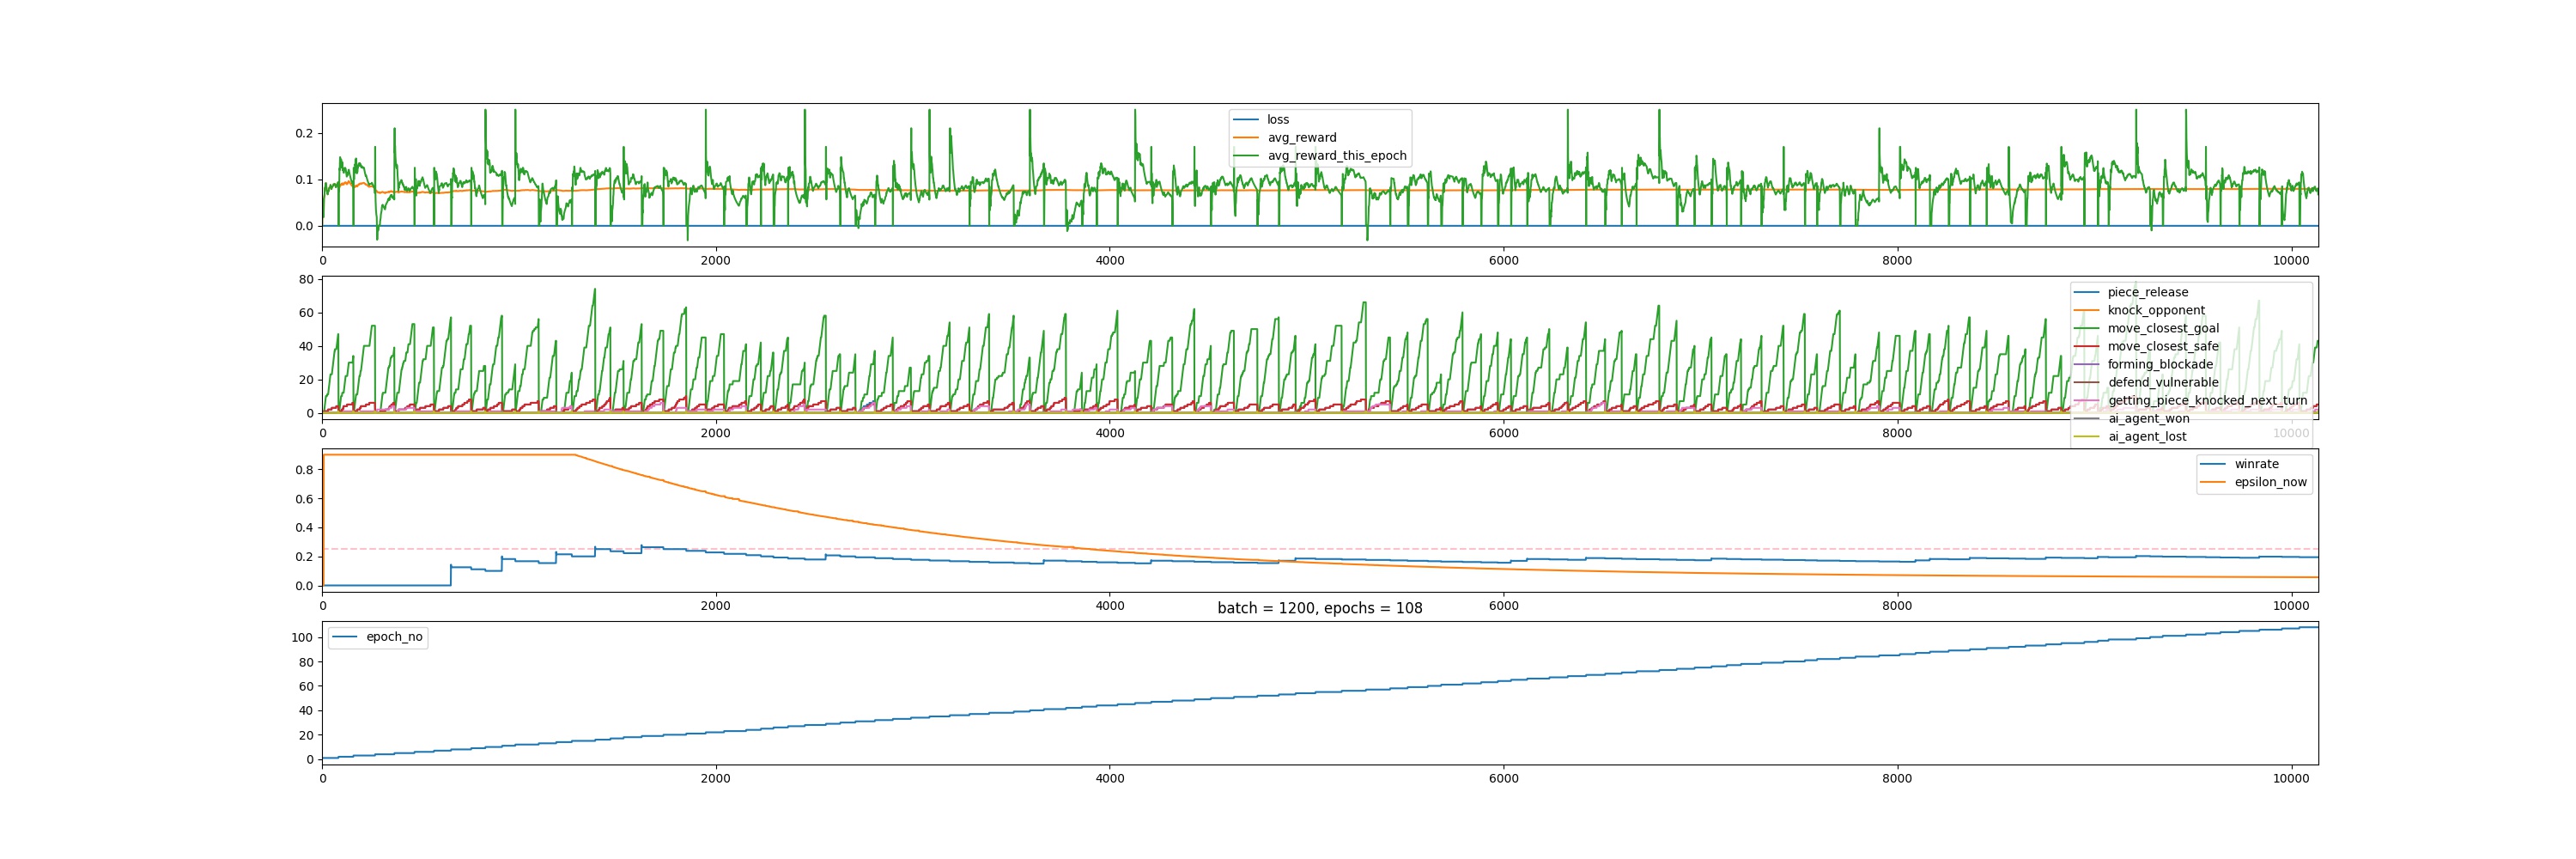 0.2
0.1
0.0
loss
avg_reward
avg_reward_this_epoch
0 2000 4000 6000 8000 10000
80
60
40
20
0
piece_release
knock_opponent
move_closest_goal
move_closest_safe
forming_blockade
defend_vulnerable
getting_piece_knocked_next_turn
ai_agent_won
ai_agent_lost
0 2000 4000 6000 8000 10000
0.8
0.6
0.4
0.2
0.0
winrate
epsilon_now
0 2000 4000 6000 8000 10000
batch = 1200, epochs = 108
100
80
60
40
20
0
epoch_no
0 2000 4000 6000 8000 10000